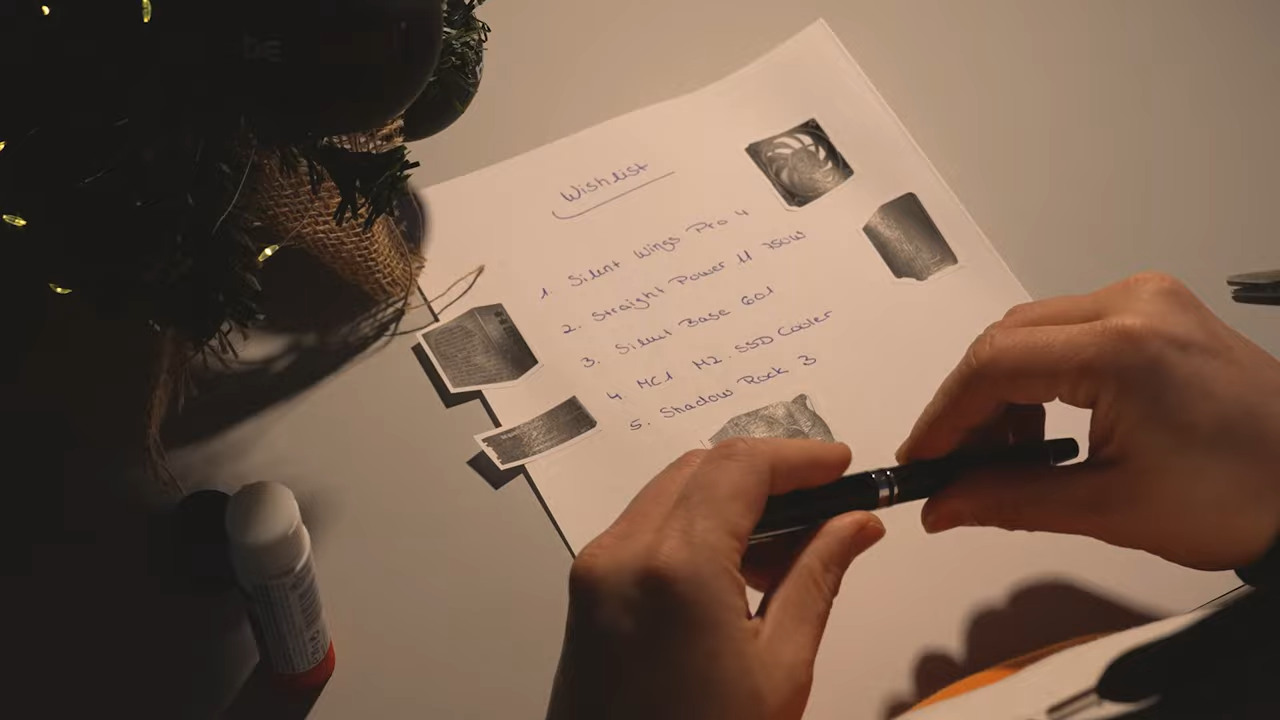 Wishlist
1. Silent Wings Pro 4
2. Straight Power 11 750W
3. Silent Base 601
4 MC1 M2. SSD Cooler
5. Shadow Rock 3